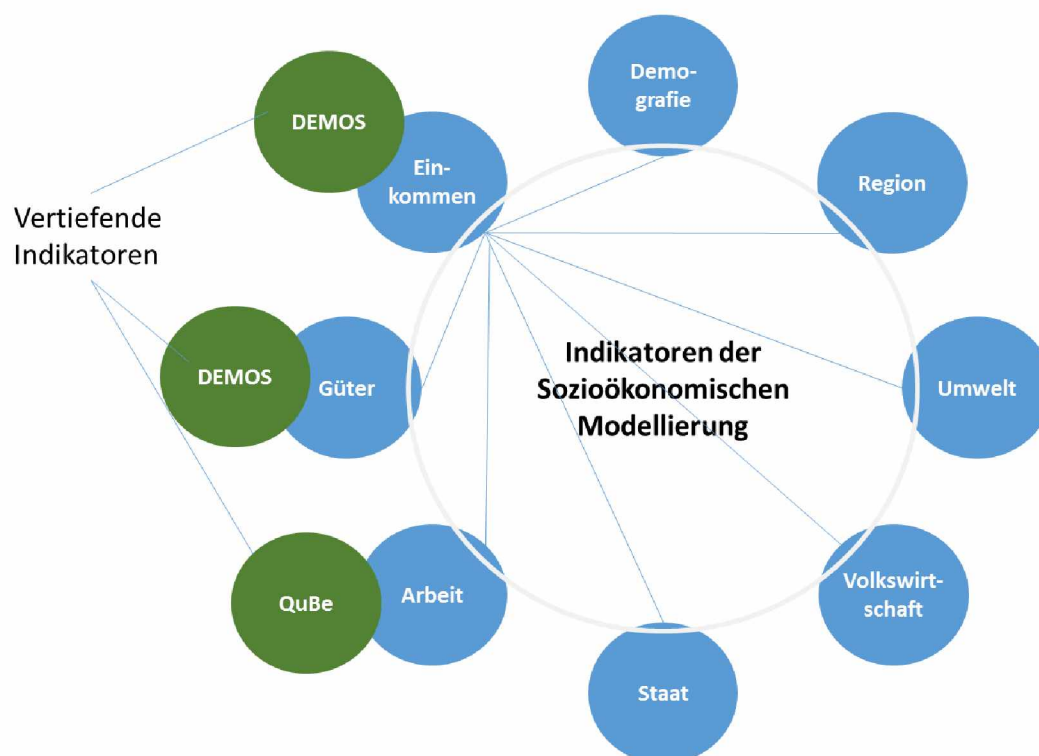 Demo-
grafie
DEMOS
Ein-
kommen
Region
Vertiefende
Indikatoren
Indikatoren der
Sozioökonomischen
Modellierung
DEMOS
Güter
Umwelt
QuBe
Arbeit
Volkswirt-
schaft
Staat